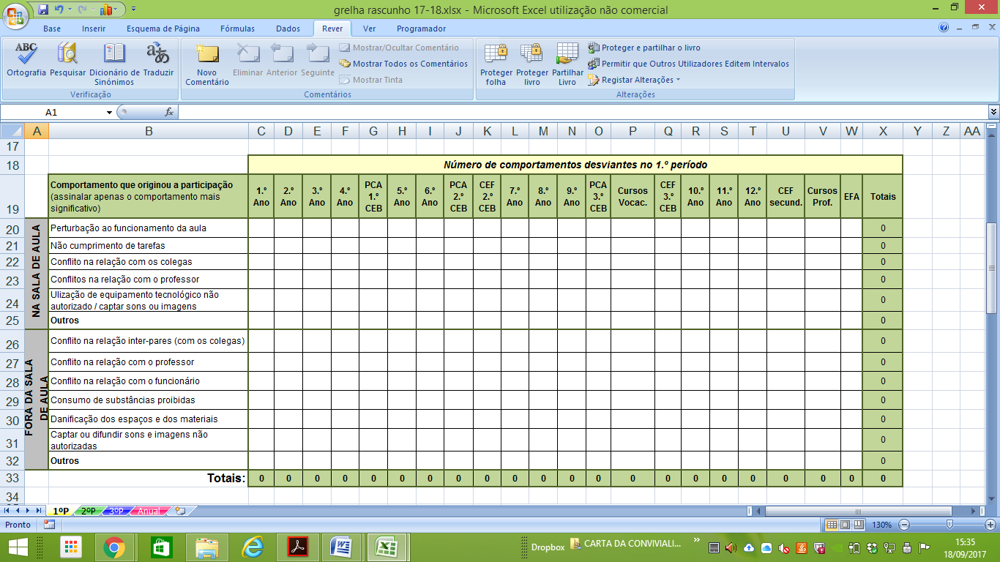 grelha rascunho 17-18.xlsx - Microsoft Excel utilização não comercial
Base Inserir Esquema de Página Fórmulas Dados Rever Ver Programador
ABC
Ortografia Pesquisar Dicionário de Sinónimos Traduzir
Verificação
Novo Comentário Eliminar Anterior Seguinte
Mostrar/Ocultar Comentário
Mostrar Todos os Comentários
Mostrar Tinta
Comentários
Proteger folha Proteger livro Partilhar Livro
Proteger e partilhar o livro
Permitir que Outros Utilizadores Editem Intervalos
Registar Alterações
Alterações
A1 fx
A B C D E F G H I J K L M N O P Q R S T U V W X Y Z AA
17
18 Número de comportamentos desviantes no 1.º período
19 Comportamento que originou a participação (assinalar apenas o comportamento mais significativo) 1.º Ano 2.º Ano 3.º Ano 4.º Ano PCA 1.º CEB 5.º Ano 6.º Ano PCA 2.º CEB CEF 2.º CEB 7.º Ano 8.º Ano 9.º Ano PCA 3.º CEB Cursos Vocac. CEF 3.º CEB 10.º Ano 11.º Ano 12.º Ano CEF secund. Cursos Prof. EFA Totais
NA SALA DE AULA
20 Perturbação ao funcionamento da aula 0
21 Não cumprimento de tarefas 0
22 Conflito na relação com os colegas 0
23 Conflitos na relação com o professor 0
24 Ulização de equipamento tecnológico não autorizado / captar sons ou imagens 0
25 Outros 0
FORA DA SALA DE AULA
26 Conflito na relação inter-pares (com os colegas) 0
27 Conflito na relação com o professor 0
28 Conflito na relação com o funcionário 0
29 Consumo de substâncias proibidas 0
30 Danificação dos espaços e dos materiais 0
31 Captar ou difundir sons e imagens não autorizadas 0
32 Outros 0
33 Totais: 0 0 0 0 0 0 0 0 0 0 0 0 0 0 0 0 0 0 0 0 0 0
34
1ºP 2ºP 3ºP Anual
Pronto 130%
Dropbox CARTA DA CONVIVIALI... 15:35
18/09/2017